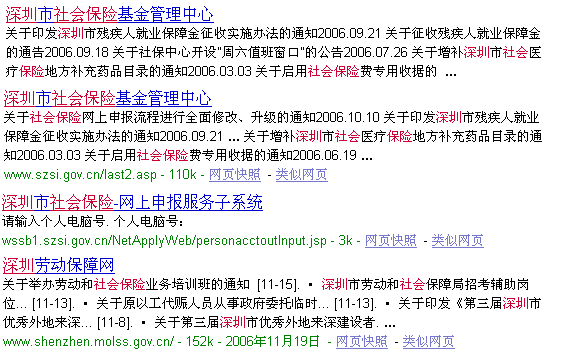 深圳市社会保险基金管理中心
关于印发深圳市残疾人就业保障金征收实施办法的通知2006.09.21 关于征收残疾人就业保障金
的通告2006.09.18 关于社保中心开设"周六值班窗口"的公告2006.07.26 关于增补深圳市社会医
疗保险地方补充药品目录的通知2006.03.03 关于启用社会保险费专用收据的 ...
深圳市社会保险基金管理中心
关于社会保险网上申报流程进行全面修改、升级的通知2006.10.10 关于印发深圳市残疾人就业
保障金征收实施办法的通知2006.09.21 ... 关于增补深圳市社会医疗保险地方补充药品目录的通
知2006.03.03 关于启用社会保险费专用收据的通知2006.06.19 ...
www.szsi.gov.cn/last2.asp - 110k - 网页快照 - 类似网页
深圳市社会保险-网上申报服务子系统
请输入个人电脑号. 个人电脑号:
wssb1.szsi.gov.cn/NetApplyWeb/personacctoutInput.jsp - 3k - 网页快照 - 类似网页
深圳劳动保障网
关于举办劳动和社会保险业务培训班的通知 [11-15]. • 深圳市劳动和社会保障局招考辅助岗
位... [11-13]. • 关于原以工代赈人员从事政府委托临时... [11-13]. • 关于印发《第三届深圳市
优秀外地来深... [11-8]. • 关于第三届深圳市优秀外地来深建设者. ...
www.shenzhen.molss.gov.cn/ - 152k - 2006年11月19日 - 网页快照 - 类似网页